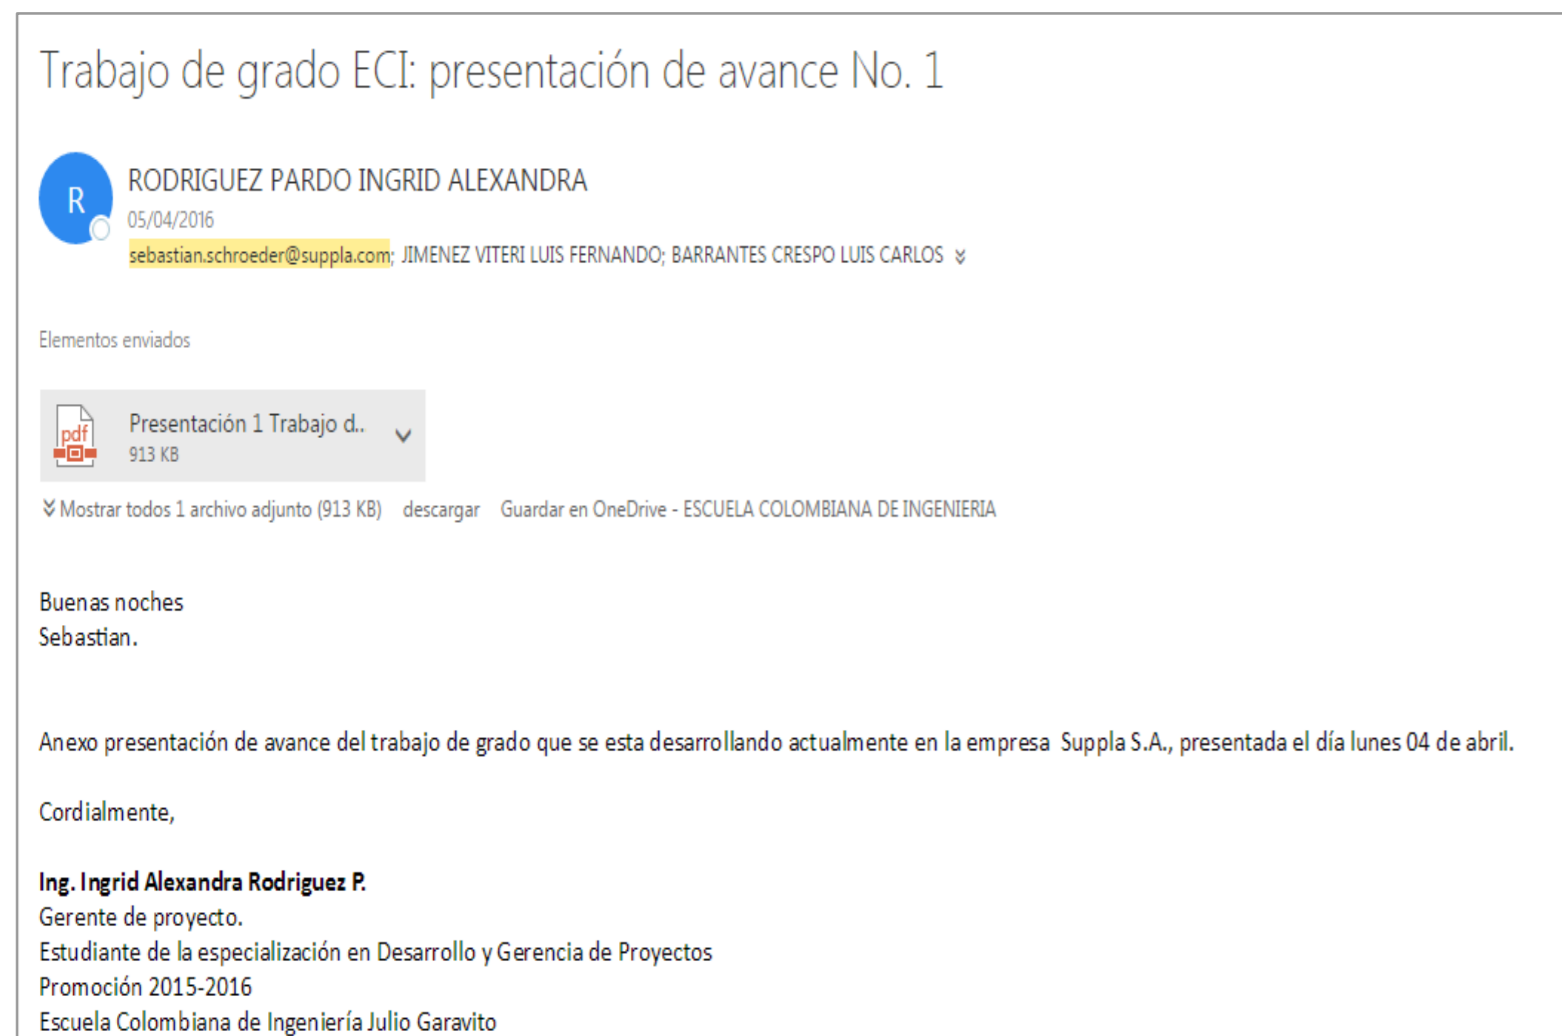 Trabajo de grado ECI: presentación de avance No. 1
R
RODRIGUEZ PARDO INGRID ALEXANDRA
05/04/2016
sebastian.schroeder@suppla.com; JIMENEZ VITERI LUIS FERNANDO; BARRANTES CRESPO LUIS CARLOS
Elementos enviados
pdf
Presentación 1 Trabajo d..
913 KB
Mostrar todos 1 archivo adjunto (913 KB) descargar Guardar en OneDrive - ESCUELA COLOMBIANA DE INGENIERIA
Buenas noches
Sebastian.
Anexo presentación de avance del trabajo de grado que se esta desarrollando actualmente en la empresa Suppla S.A., presentada el día lunes 04 de abril.
Cordialmente,
Ing. Ingrid Alexandra Rodriguez P.
Gerente de proyecto.
Estudiante de la especialización en Desarrollo y Gerencia de Proyectos
Promoción 2015-2016
Escuela Colombiana de Ingeniería Julio Garavito